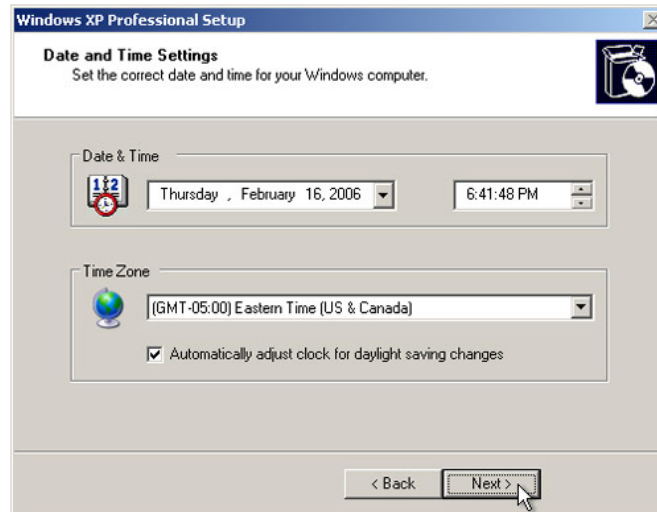 Windows XP Professional Setup
Date and Time Settings
Set the correct date and time for your Windows computer.
Date & Time
Thursday , February 16, 2006
6:41:48 PM
Time Zone
(GMT-05:00) Eastern Time (US & Canada)
Automatically adjust clock for daylight saving changes
< Back
Next >